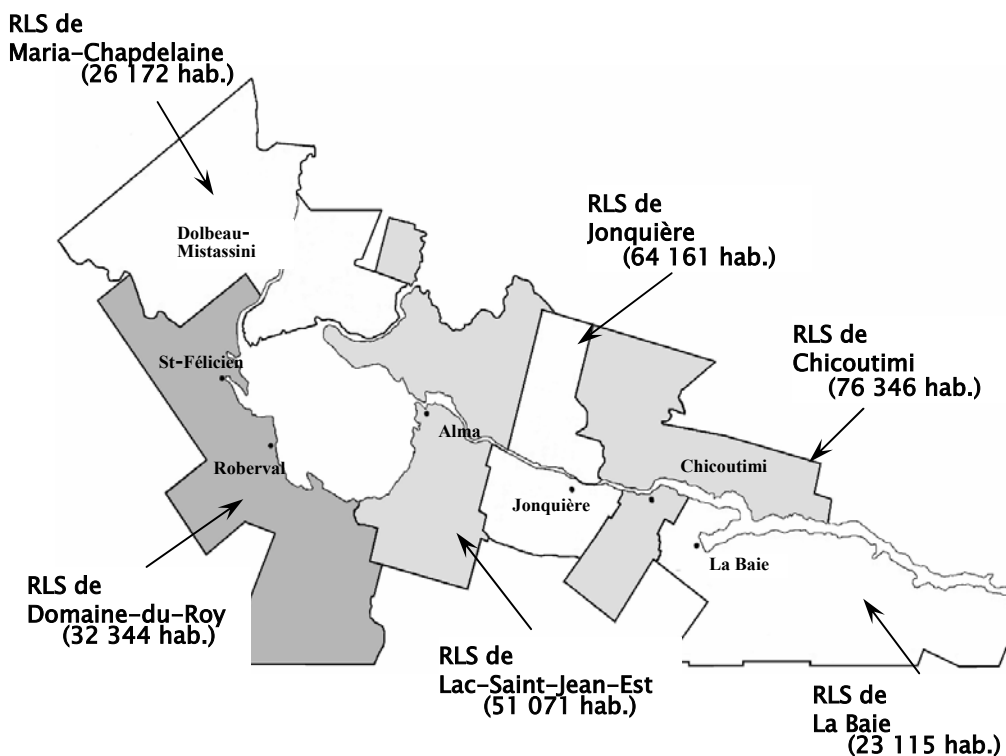 RLS de
Maria-Chapdelaine
(26 172 hab.)
Dolbeau-
Mistassini
RLS de
Jonquière
(64 161 hab.)
RLS de
Chicoutimi
(76 346 hab.)
St-Félicien
Alma
Roberval
Chicoutimi
Jonquière
La Baie
RLS de
Domaine-du-Roy
(32 344 hab.)
RLS de
Lac-Saint-Jean-Est
(51 071 hab.)
RLS de
La Baie
(23 115 hab.)